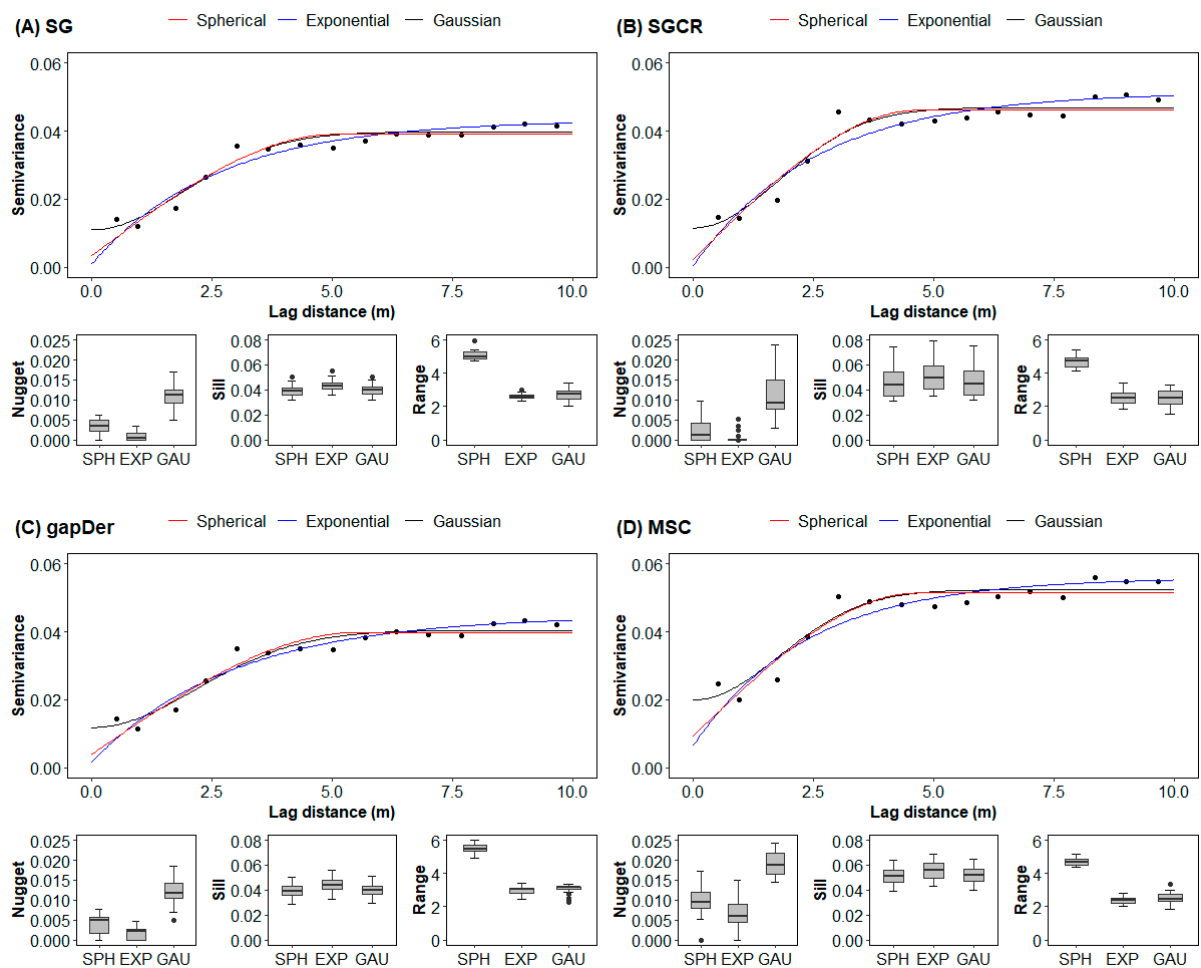 (A) SG
Spherical Exponential Gaussian
Semivariance
0.06
0.04
0.02
0.00
0.0 2.5 5.0 7.5 10.0
Lag distance (m)
Nugget
0.025
0.020
0.015
0.010
0.005
0.000
SPH EXP GAU
Sill
0.08
0.06
0.04
0.02
0.00
SPH EXP GAU
Range
6
4
2
0
SPH EXP GAU
(B) SGCR
Spherical Exponential Gaussian
Semivariance
0.06
0.04
0.02
0.00
0.0 2.5 5.0 7.5 10.0
Lag distance (m)
Nugget
0.025
0.020
0.015
0.010
0.005
0.000
SPH EXP GAU
Sill
0.08
0.06
0.04
0.02
0.00
SPH EXP GAU
Range
6
4
2
0
SPH EXP GAU
(C) gapDer
Spherical Exponential Gaussian
Semivariance
0.06
0.04
0.02
0.00
0.0 2.5 5.0 7.5 10.0
Lag distance (m)
Nugget
0.025
0.020
0.015
0.010
0.005
0.000
SPH EXP GAU
Sill
0.08
0.06
0.04
0.02
0.00
SPH EXP GAU
Range
6
4
2
0
SPH EXP GAU
(D) MSC
Spherical Exponential Gaussian
Semivariance
0.06
0.04
0.02
0.00
0.0 2.5 5.0 7.5 10.0
Lag distance (m)
Nugget
0.025
0.020
0.015
0.010
0.005
0.000
SPH EXP GAU
Sill
0.08
0.06
0.04
0.02
0.00
SPH EXP GAU
Range
6
4
2
0
SPH EXP GAU